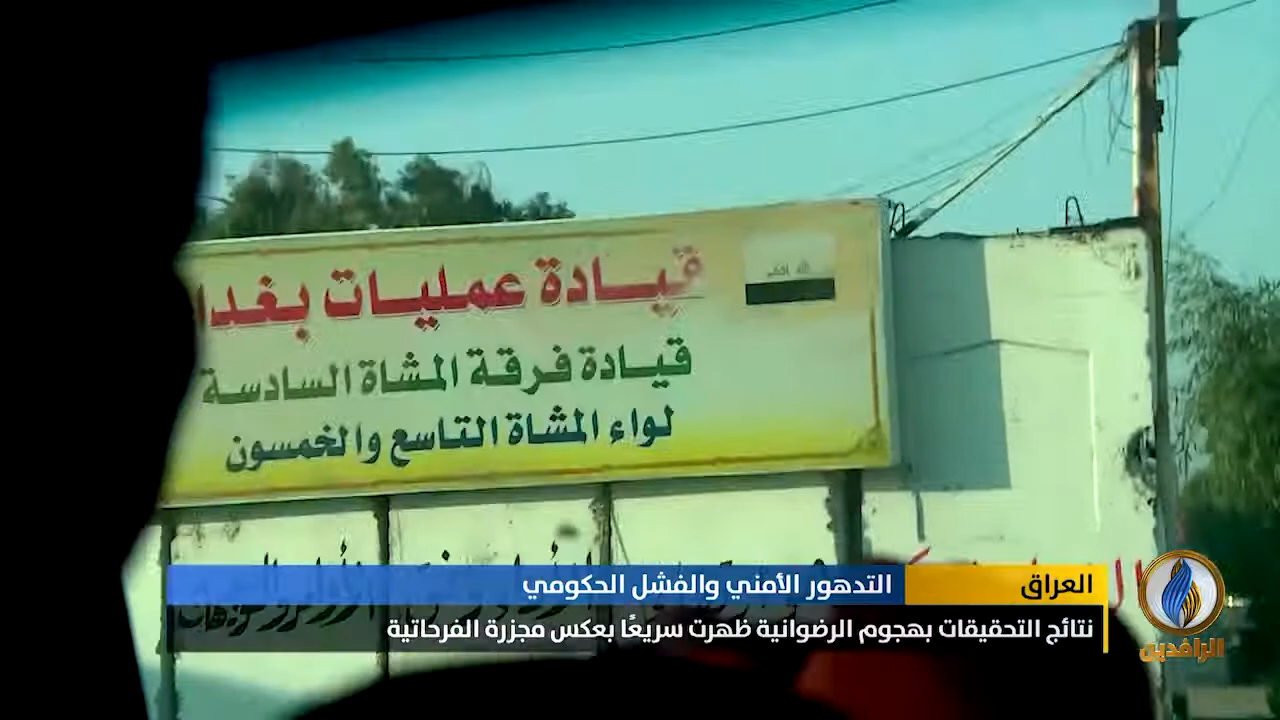 قيادة عمليات بغدا
قيادة فرقة المشاة السادسة
لواء المشاة التاسع والخمسون
العراق
التدهور الأمني والفشل الحكومي
نتائج التحقيقات بهجوم الرضوانية ظهرت سريعًا بعكس مجزرة الفرحاتية
الرافدين